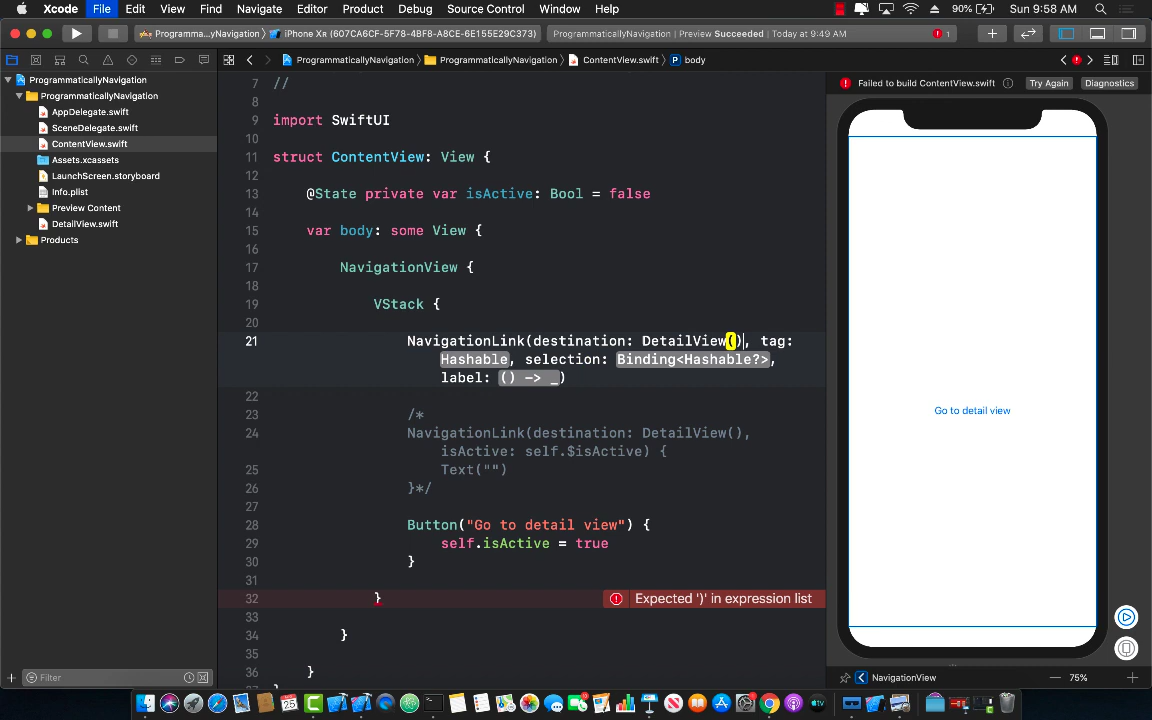 Xcode File Edit View Find Navigate Editor Product Debug Source Control Window Help 90% Sun 9:58 AM
Programma...yNavigation iPhone Xʀ (607CA6CF-5F78-4BF8-A8CE-6E155E29C373) ProgrammaticallyNavigation | Preview Succeeded | Today at 9:49 AM 1
ProgrammaticallyNavigation ProgrammaticallyNavigation ContentView.swift P body
ProgrammaticallyNavigation
ProgrammaticallyNavigation
AppDelegate.swift
SceneDelegate.swift
ContentView.swift
Assets.xcassets
LaunchScreen.storyboard
Info.plist
Preview Content
DetailView.swift
Products
Filter
7 //
8
9 import SwiftUI
10
11 struct ContentView: View {
12
13 @State private var isActive: Bool = false
14
15 var body: some View {
16
17 NavigationView {
18
19 VStack {
20
21 NavigationLink(destination: DetailView(), tag:
Hashable, selection: Binding<Hashable?>,
label: () -> _)
22
23 /*
24 NavigationLink(destination: DetailView(),
isActive: self.$isActive) {
25 Text("")
26 }*/
27
28 Button("Go to detail view") {
29 self.isActive = true
30 }
31
32 } Expected ')' in expression list
33
34 }
35
36 }
Failed to build ContentView.swift Try Again Diagnostics
Go to detail view
NavigationView 75%
25